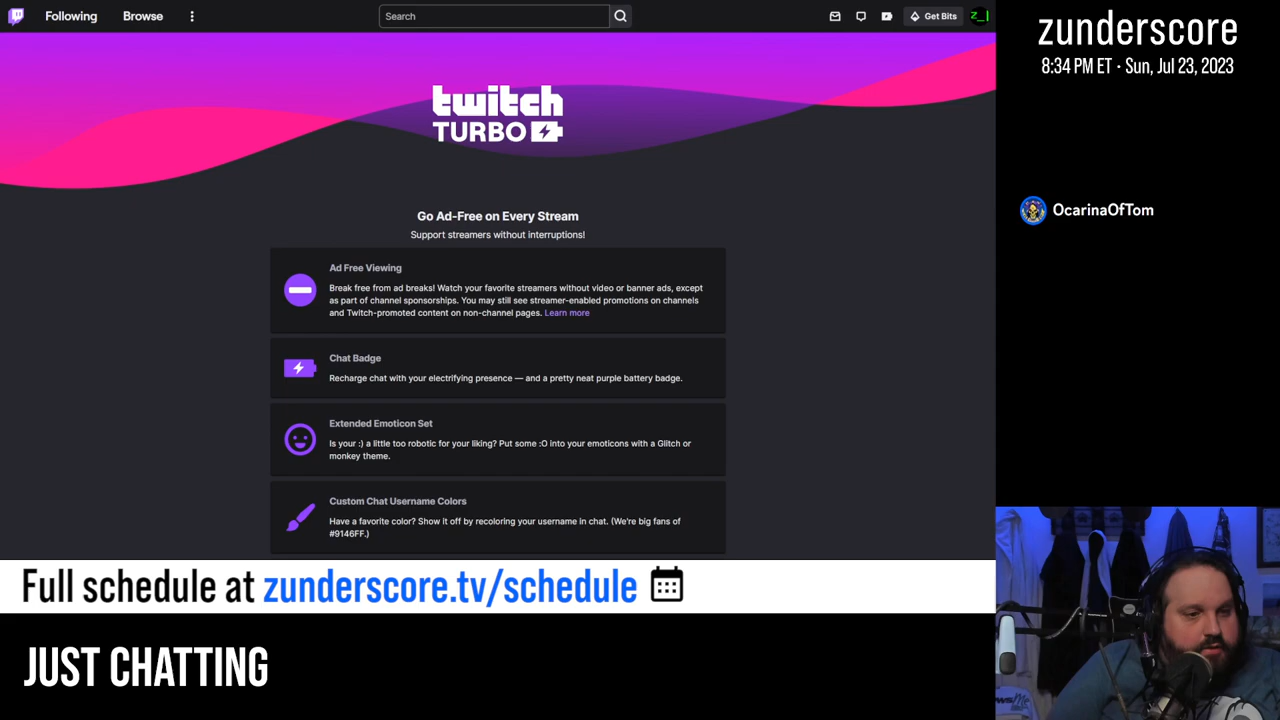 Following
Browse
Search
Get Bits
z_|
zunderscore
8:34 PM ET • Sun, Jul 23, 2023
OcarinaOfTom
twitch
TURBO
Go Ad-Free on Every Stream
Support streamers without interruptions!
Ad Free Viewing
Break free from ad breaks! Watch your favorite streamers without video or banner ads, except
as part of channel sponsorships. You may still see streamer-enabled promotions on channels
and Twitch-promoted content on non-channel pages. Learn more
Chat Badge
Recharge chat with your electrifying presence — and a pretty neat purple battery badge.
Extended Emoticon Set
Is your :) a little too robotic for your liking? Put some :O into your emoticons with a Glitch or
monkey theme.
Custom Chat Username Colors
Have a favorite color? Show it off by recoloring your username in chat. (We're big fans of
#9146FF.)
Full schedule at zunderscore.tv/schedule
JUST CHATTING